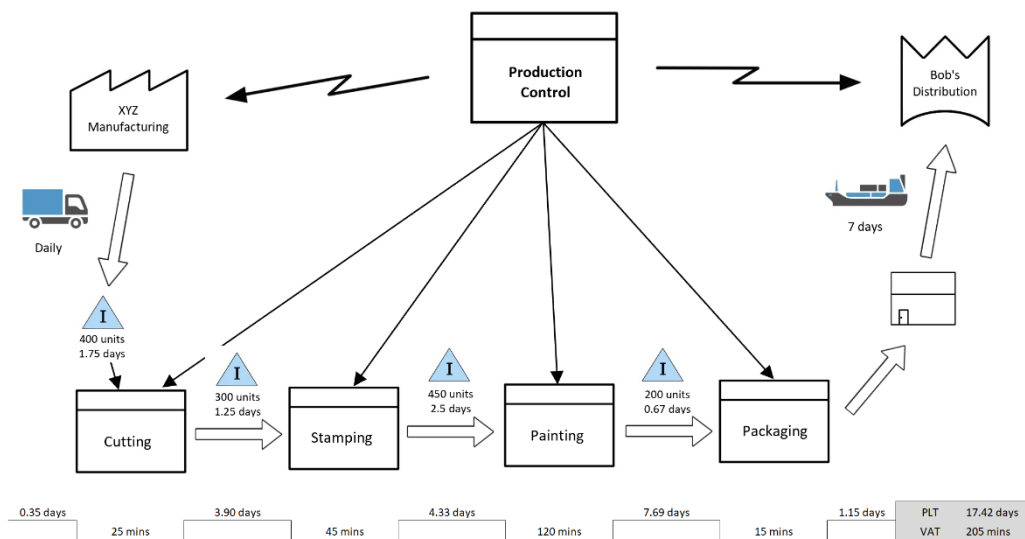 Production
Control
XYZ
Manufacturing
Bob's
Distribution
Daily
7 days
I
400 units
1.75 days
I
300 units
1.25 days
I
450 units
2.5 days
I
200 units
0.67 days
Cutting
Stamping
Painting
Packaging
0.35 days
3.90 days
4.33 days
7.69 days
1.15 days
PLT 17.42 days
25 mins
45 mins
120 mins
15 mins
VAT 205 mins